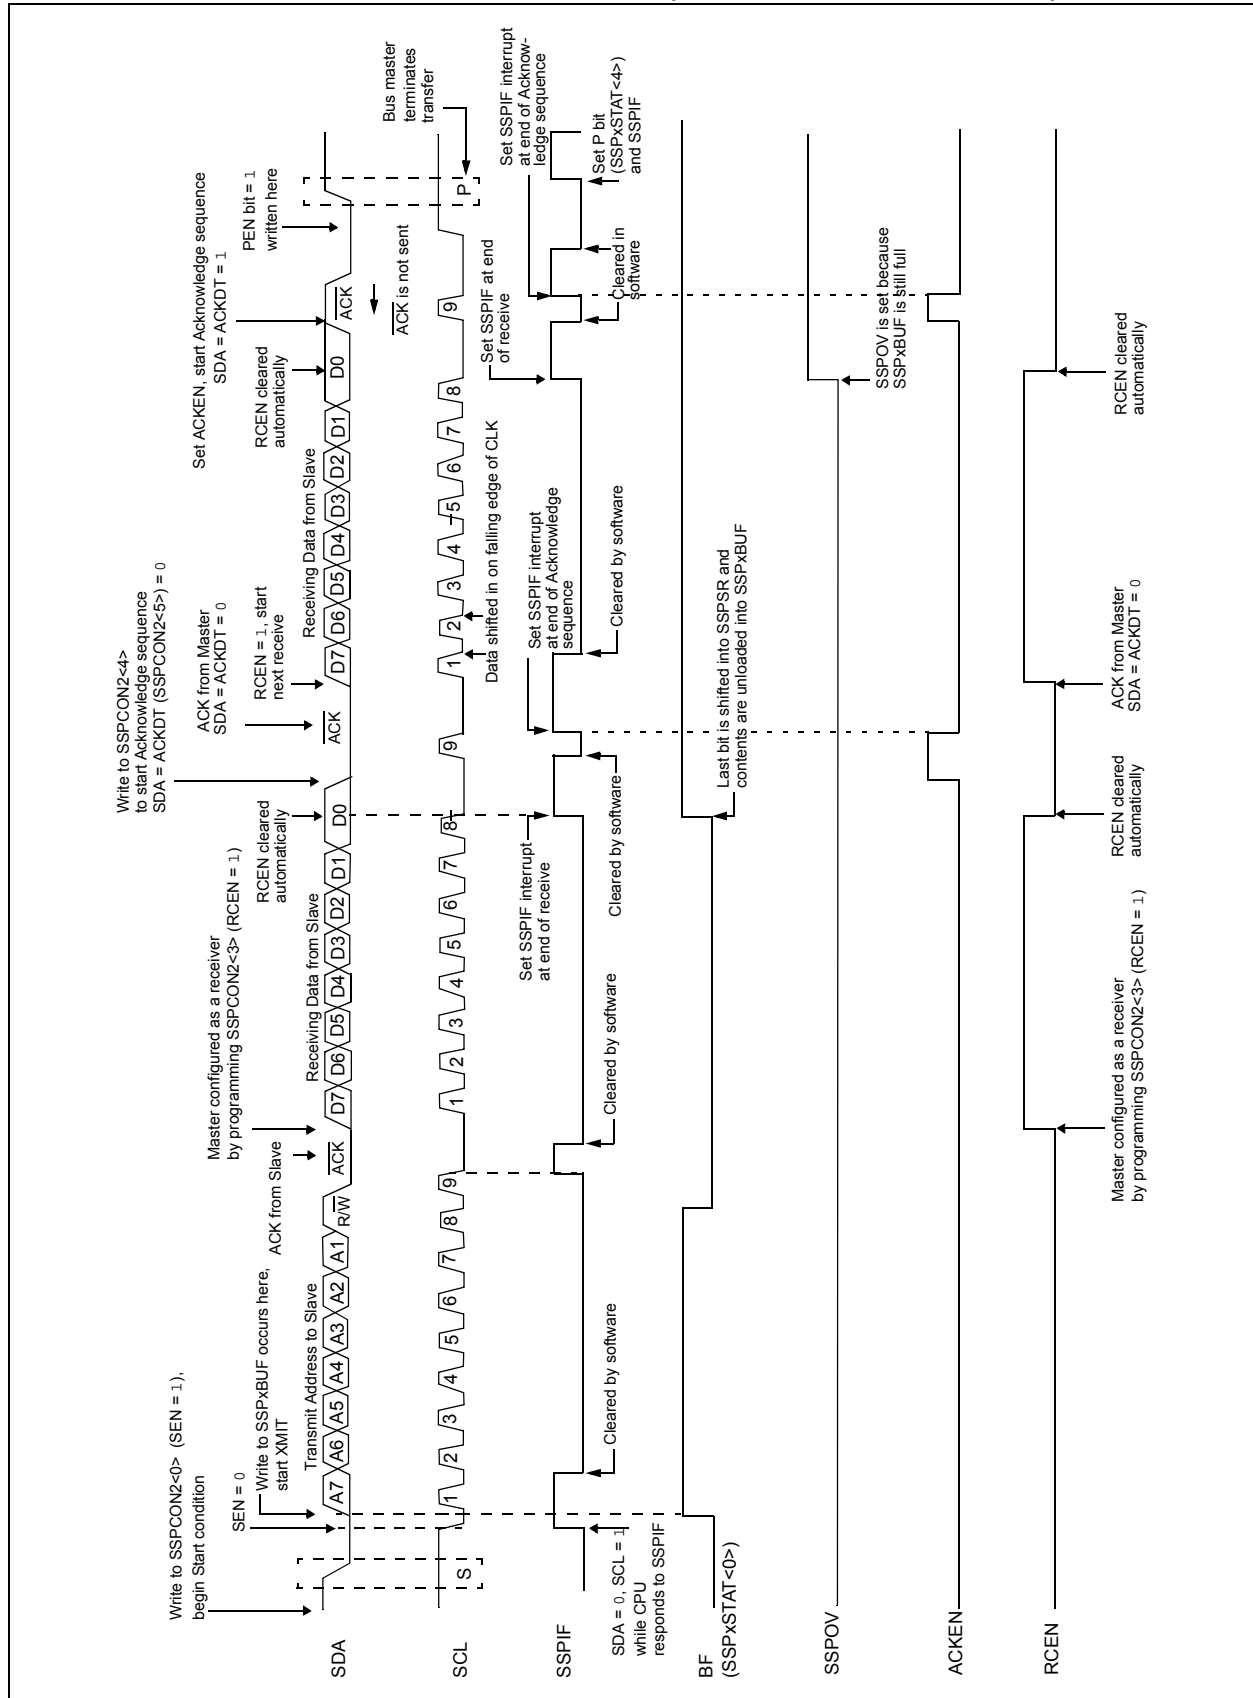 Write to SSPCON2<0> (SEN = 1),
begin Start condition
SEN = 0
Write to SSPxBUF occurs here,
start XMIT
ACK from Slave
Master configured as a receiver
by programming SSPCON2<3> (RCEN = 1)
RCEN cleared
automatically
Write to SSPCON2<4>
to start Acknowledge sequence
SDA = ACKDT (SSPCON2<5>) = 0
ACK from Master
SDA = ACKDT = 0
RCEN = 1, start
next receive
RCEN cleared
automatically
Set ACKEN, start Acknowledge sequence
SDA = ACKDT = 1
PEN bit = 1
written here
Transmit Address to Slave
Receiving Data from Slave
Receiving Data from Slave
SDA
A7 A6 A5 A4 A3 A2 A1 R/W ACK D7 D6 D5 D4 D3 D2 D1 D0 ACK D7 D6 D5 D4 D3 D2 D1 D0 ACK
ACK is not sent
Bus master
terminates
transfer
SCL
S 1 2 3 4 5 6 7 8 9 1 2 3 4 5 6 7 8 9 1 2 3 4 5 6 7 8 9 P
Data shifted in on falling edge of CLK
Set SSPIF interrupt
at end of receive
Set SSPIF interrupt
at end of Acknowledge
sequence
Set SSPIF at end
of receive
Set SSPIF interrupt
at end of Acknow-
ledge sequence
SSPIF
SDA = 0, SCL = 1
while CPU
responds to SSPIF
Cleared by software
Cleared by software
Cleared by software
Cleared by software
Cleared by software
Cleared in
software
Set P bit
(SSPxSTAT<4>)
and SSPIF
BF
(SSPxSTAT<0>)
Last bit is shifted into SSPSR and
contents are unloaded into SSPxBUF
SSPOV
SSPOV is set because
SSPxBUF is still full
ACKEN
RCEN
Master configured as a receiver
by programming SSPCON2<3> (RCEN = 1)
RCEN cleared
automatically
ACK from Master
SDA = ACKDT = 0
RCEN cleared
automatically